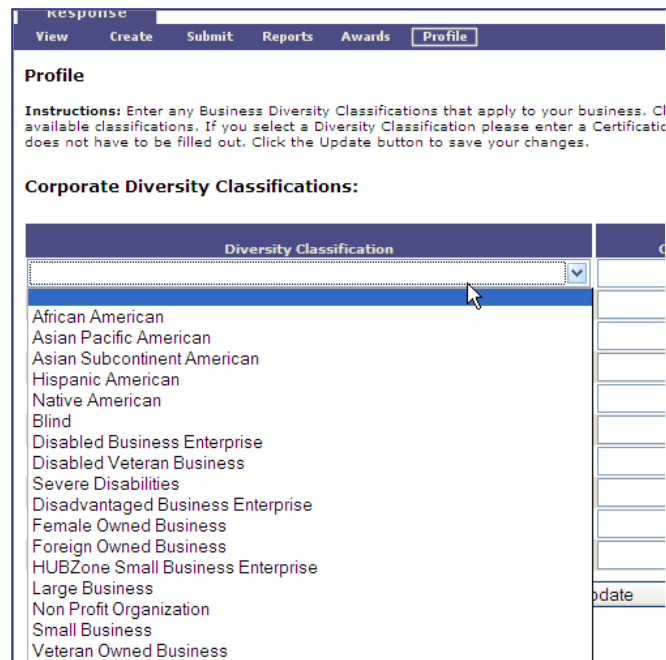 Response
View Create Submit Reports Awards Profile
Profile
Instructions: Enter any Business Diversity Classifications that apply to your business. Cl
available classifications. If you select a Diversity Classification please enter a Certificatio
does not have to be filled out. Click the Update button to save your changes.
Corporate Diversity Classifications:
Diversity Classification
African American
Asian Pacific American
Asian Subcontinent American
Hispanic American
Native American
Blind
Disabled Business Enterprise
Disabled Veteran Business
Severe Disabilities
Disadvantaged Business Enterprise
Female Owned Business
Foreign Owned Business
HUBZone Small Business Enterprise
Large Business
pdate
Non Profit Organization
Small Business
Veteran Owned Business